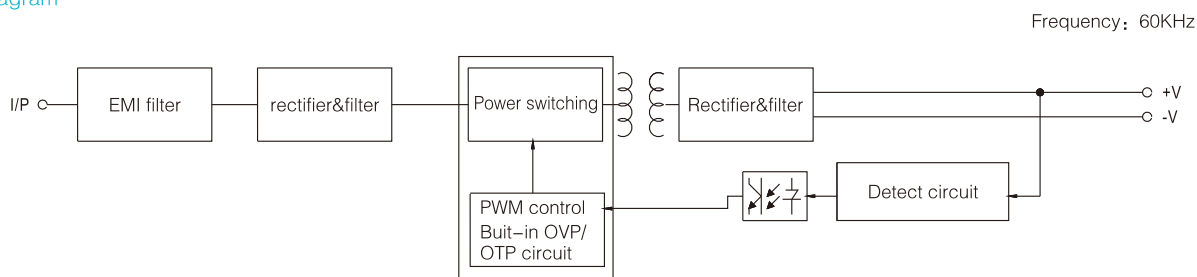 Frequency: 60KHz
I/P
EMI filter
rectifier&filter
Power switching
Rectifier&filter
+V
-V
PWM control
Buit-in OVP/
OTP circuit
Detect circuit